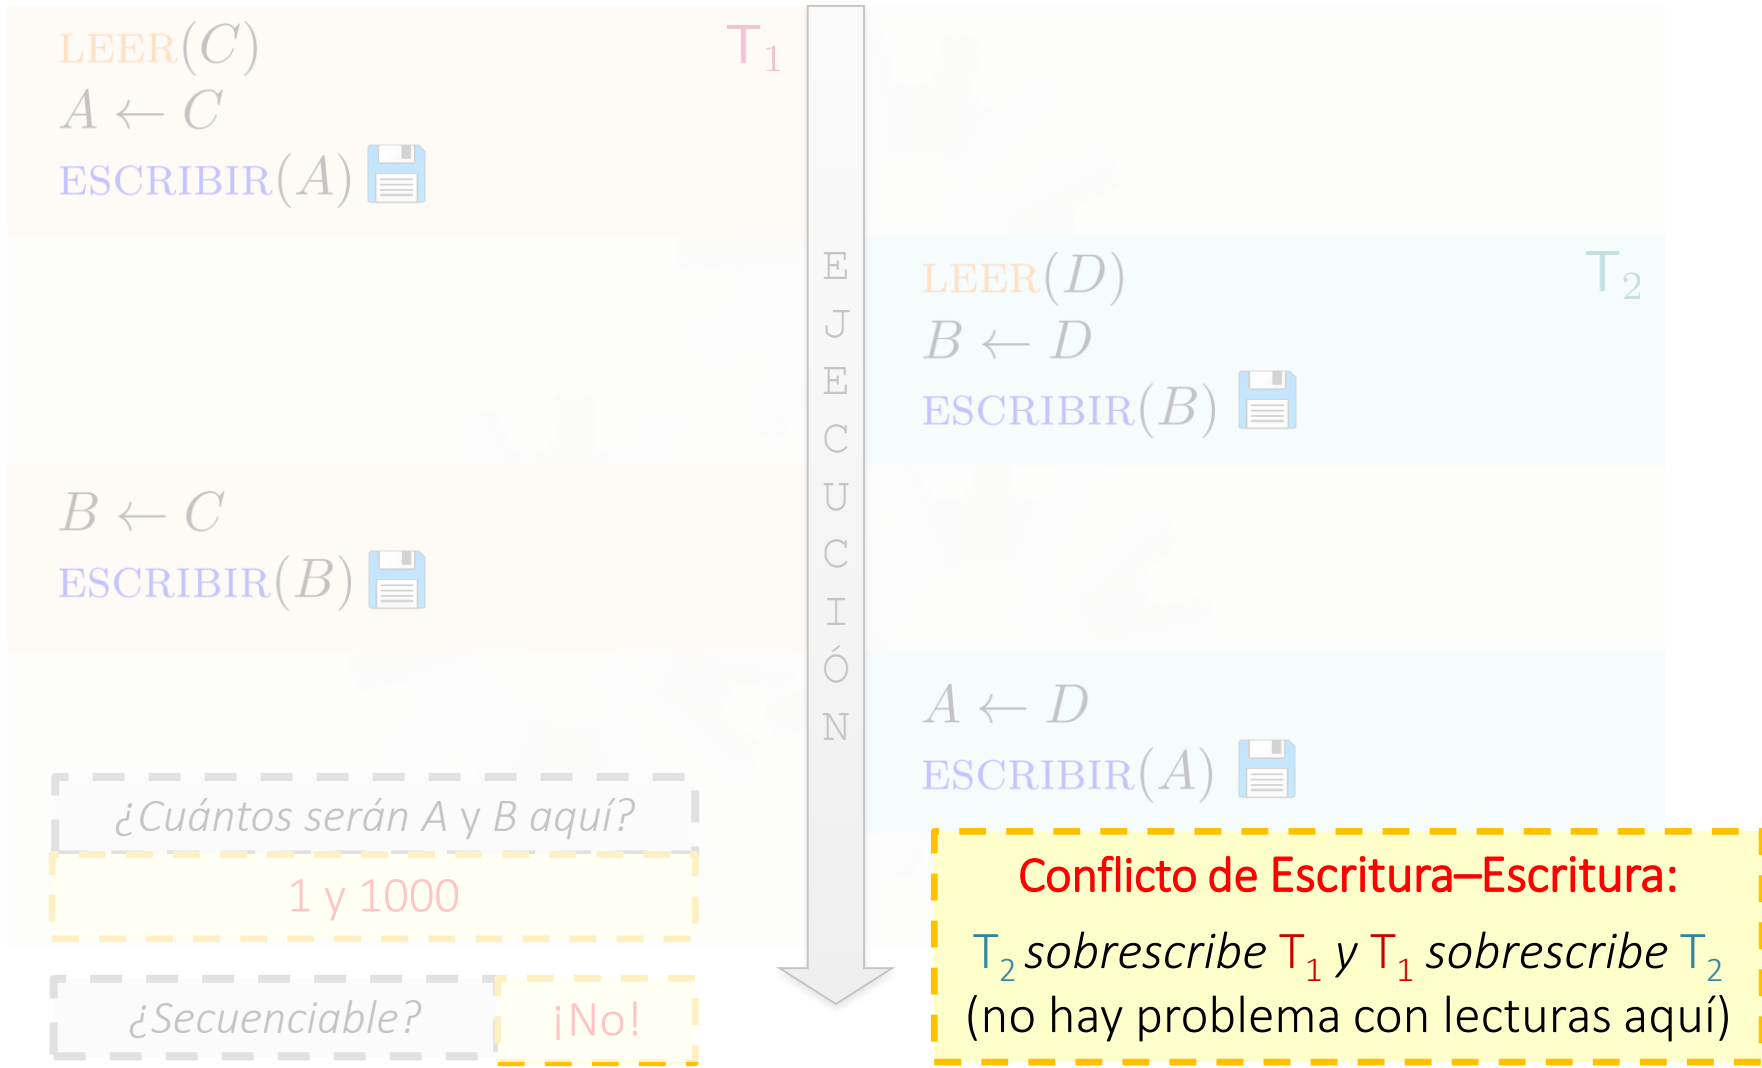 LEER(C)
T1
A ← C
ESCRIBIR(A)
LEER(D)
T2
B ← D
ESCRIBIR(B)
B ← C
ESCRIBIR(B)
A ← D
ESCRIBIR(A)
EJECUCIÓN
¿Cuántos serán A y B aquí?
1 y 1000
¿Secuenciable?
¡No!
Conflicto de Escritura–Escritura:
T2 sobrescribe T1 y T1 sobrescribe T2
(no hay problema con lecturas aquí)